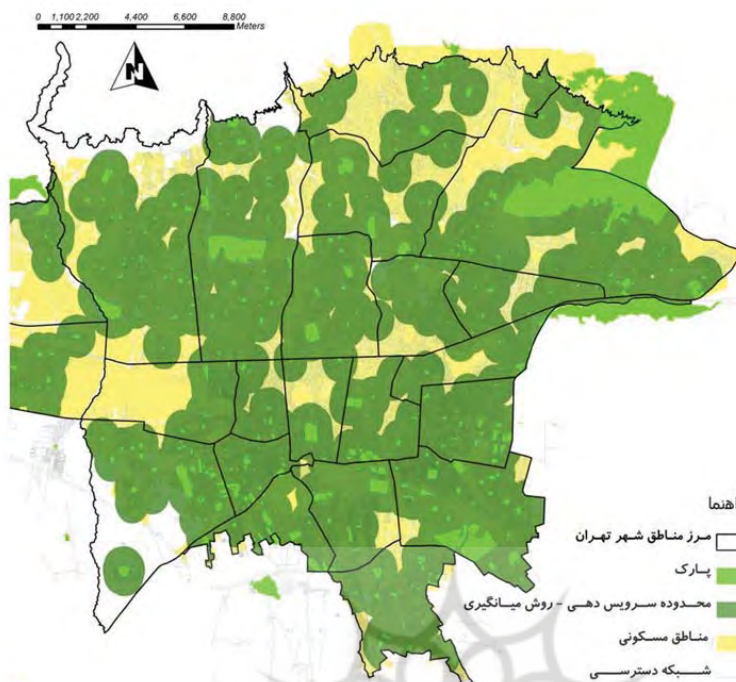 0 1,100 2,200 4,400 6,600 8,800
Meters
N
اهنما
مرز مناطق شهر تهران
پارک
محدوده سرویس دهی - روش میانگیری
مناطق مسکونی
شبکه دسترسی